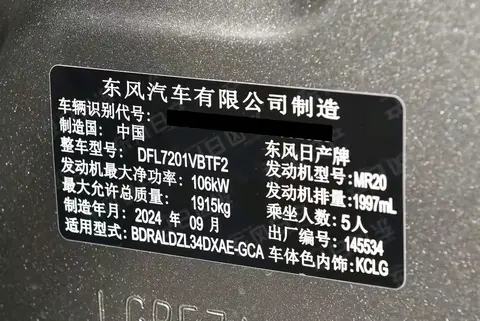 东风汽车有限公司制造
车辆识别代号:
制造国: 中国 东风日产牌
整车型号: DFL7201VBTF2 发动机型号: MR20
发动机最大净功率: 106kW 发动机排量: 1997mL
最大允许总质量: 1915kg 乘坐人数: 5人
制造年月: 2024 年 09 月 出厂编号: 145534
适用型式: BDRALDZL34DXAE-GCA 车体色内饰: KCLG